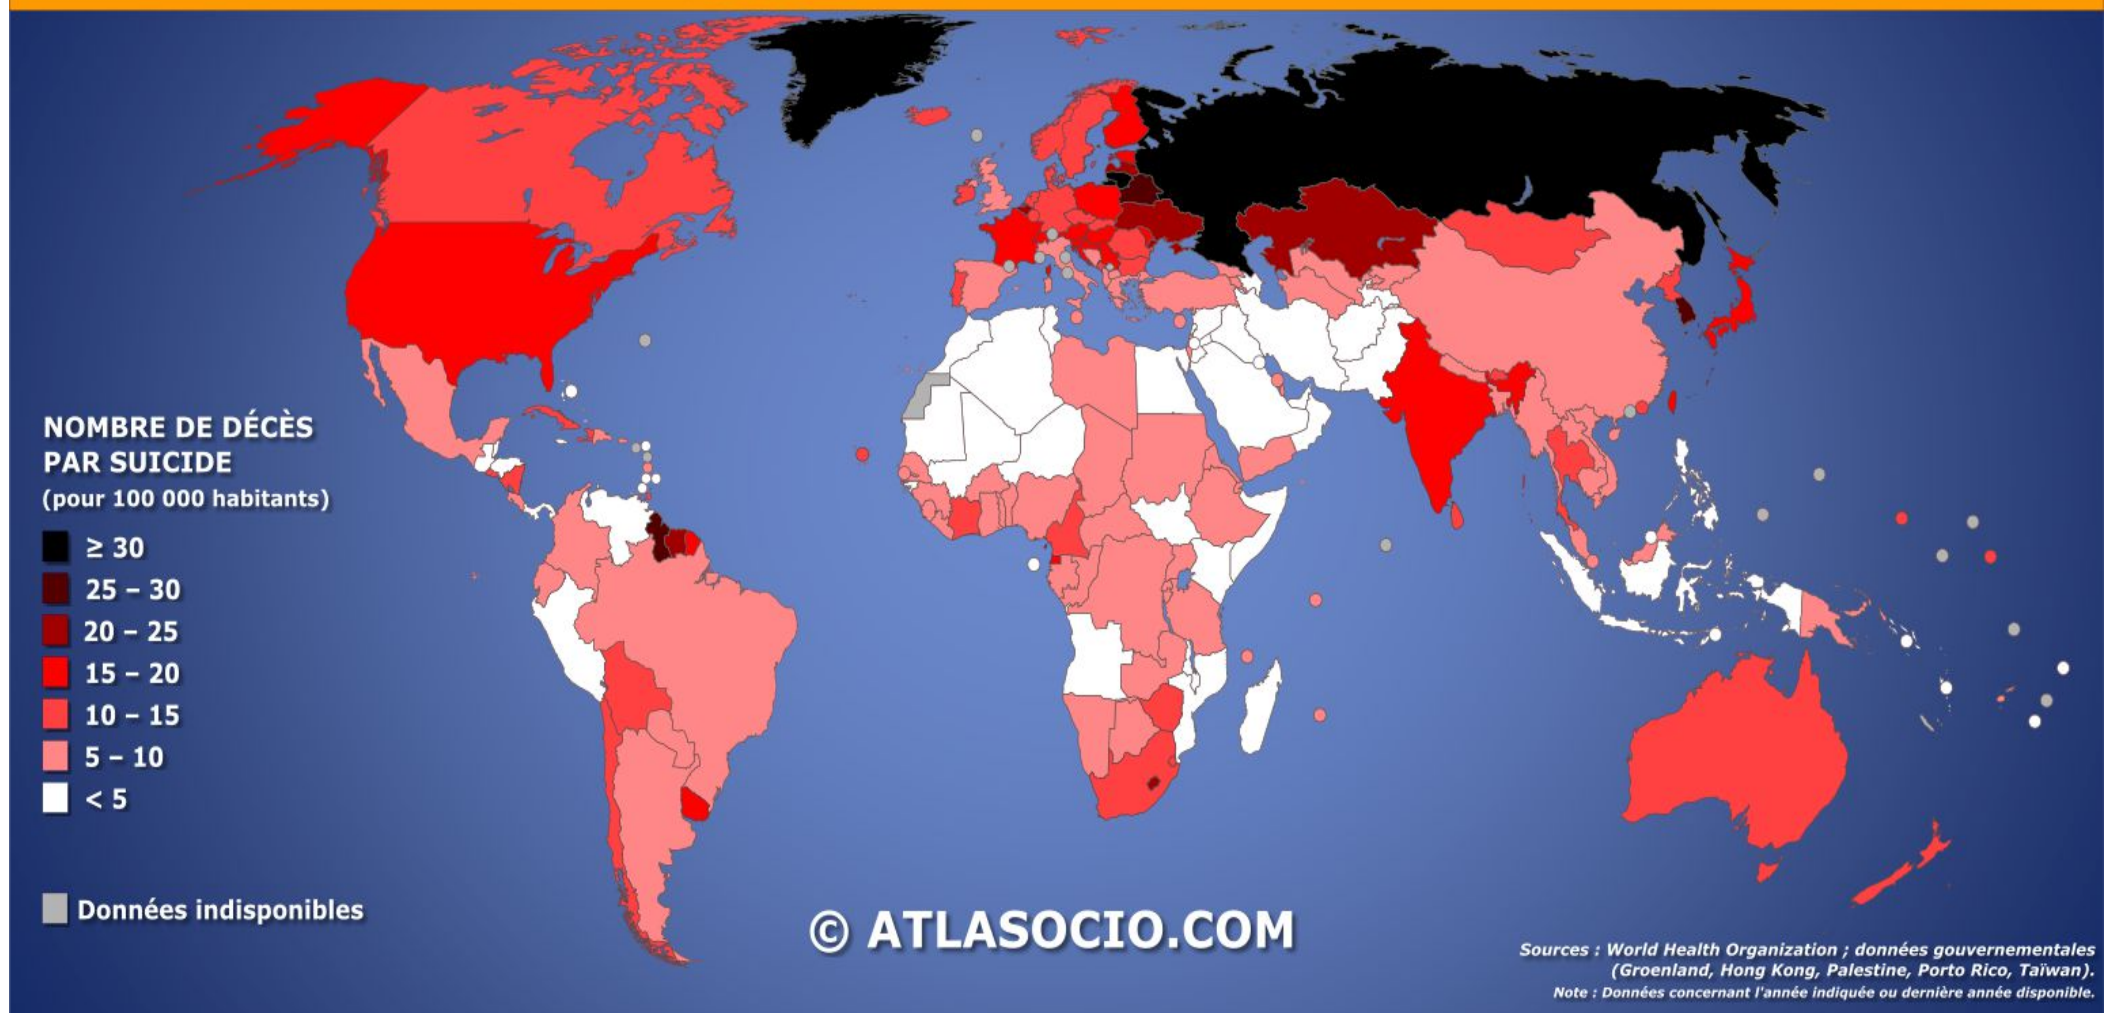 NOMBRE DE DÉCÈS
PAR SUICIDE
(pour 100 000 habitants)
≥ 30
25 – 30
20 – 25
15 – 20
10 – 15
5 – 10
< 5
Données indisponibles
© ATLASOCIO.COM
Sources : World Health Organization ; données gouvernementales
(Groenland, Hong Kong, Palestine, Porto Rico, Taïwan).
Note : Données concernant l'année indiquée ou dernière année disponible.